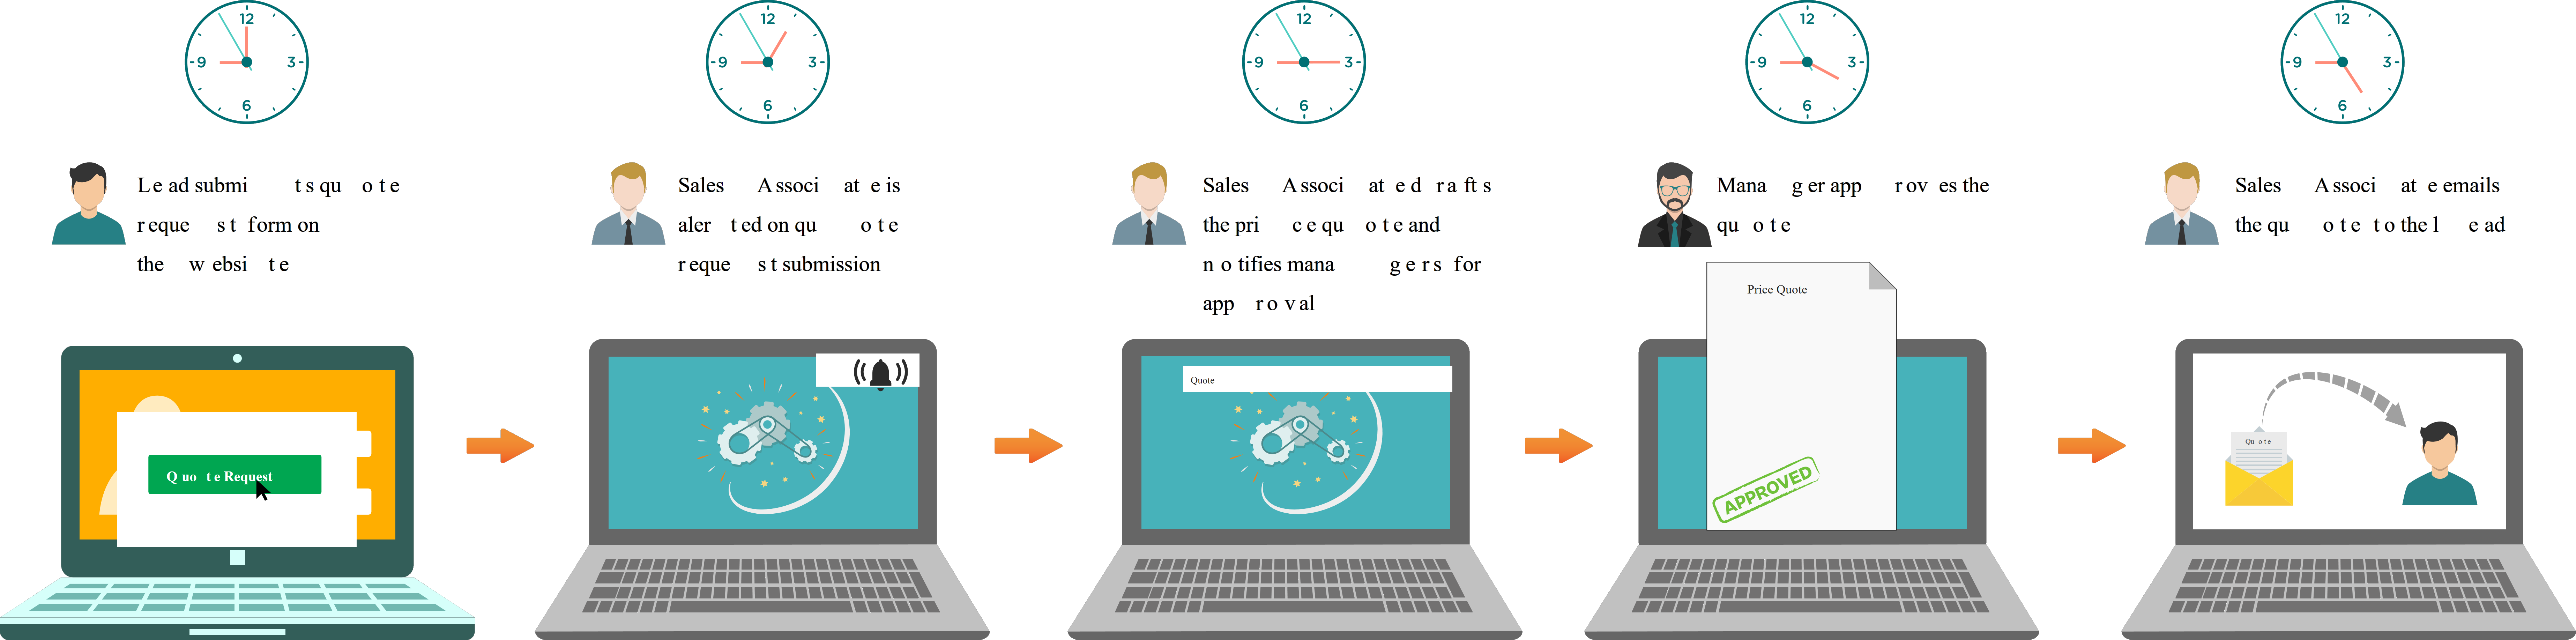 12
9
3
6
12
9
3
6
12
9
3
6
12
9
3
6
12
9
3
6
Lead submits quote
request form on
the website
Sales Associate is
alerted on quote
request submission
Sales Associate drafts
the price quote and
notifies managers for
approval
Manager approves the
quote
Sales Associate emails
the quote to the lead
Quote Request
Quote
Price Quote
APPROVED
Quote